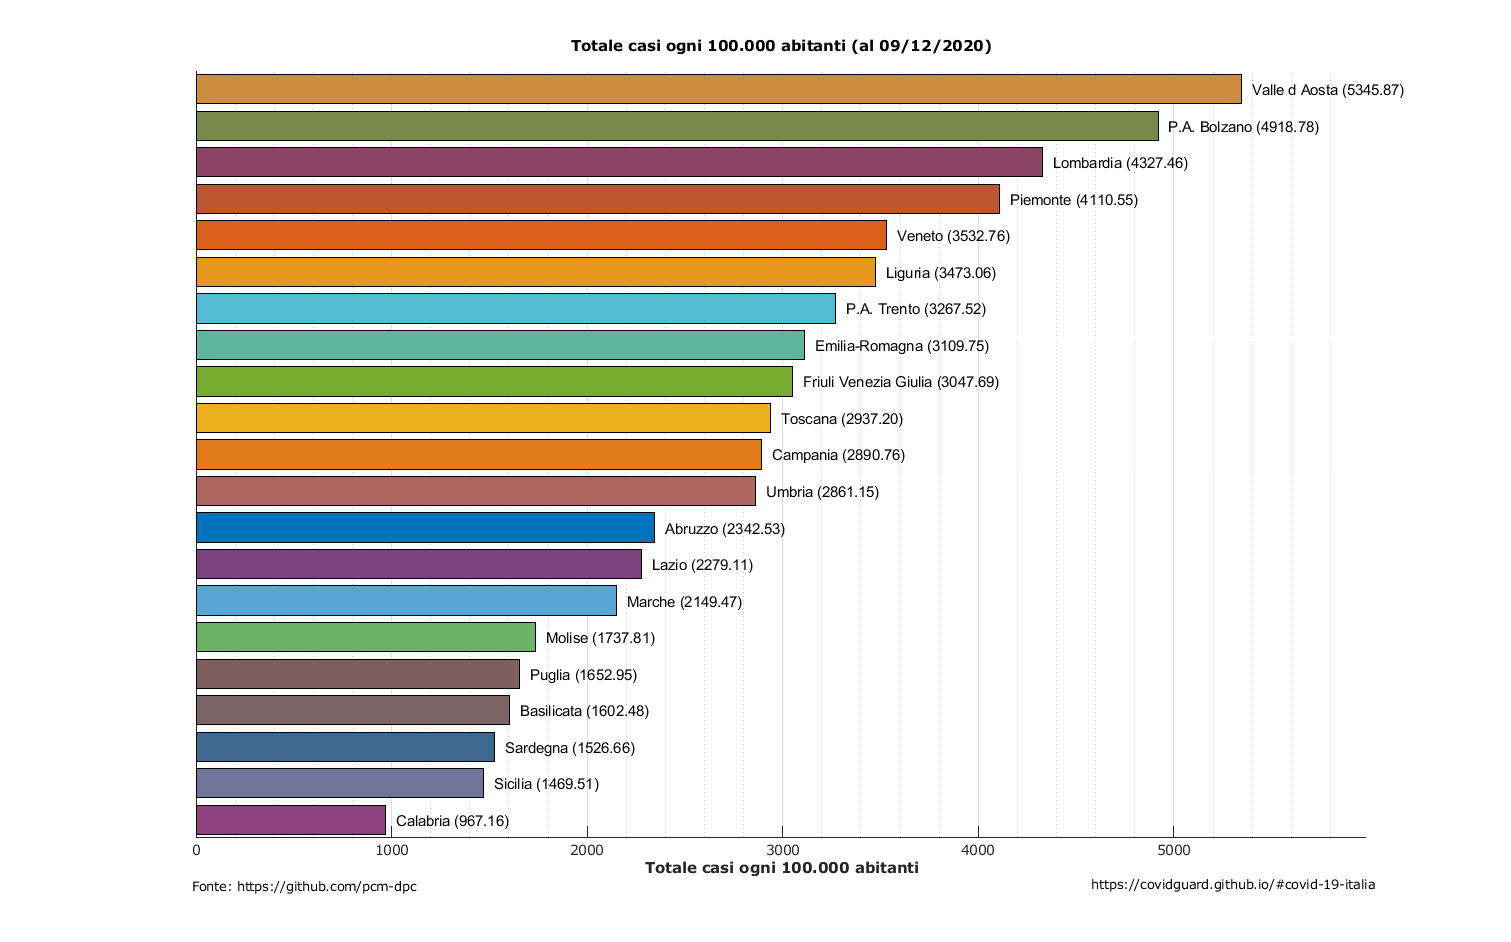 Totale casi ogni 100.000 abitanti (al 09/12/2020)
Valle d Aosta (5345.87)
P.A. Bolzano (4918.78)
Lombardia (4327.46)
Piemonte (4110.55)
Veneto (3532.76)
Liguria (3473.06)
P.A. Trento (3267.52)
Emilia-Romagna (3109.75)
Friuli Venezia Giulia (3047.69)
Toscana (2937.20)
Campania (2890.76)
Umbria (2861.15)
Abruzzo (2342.53)
Lazio (2279.11)
Marche (2149.47)
Molise (1737.81)
Puglia (1652.95)
Basilicata (1602.48)
Sardegna (1526.66)
Sicilia (1469.51)
Calabria (967.16)
0 1000 2000 3000 4000 5000
Totale casi ogni 100.000 abitanti
Fonte: https://github.com/pcm-dpc
https://covidguard.github.io/#covid-19-italia